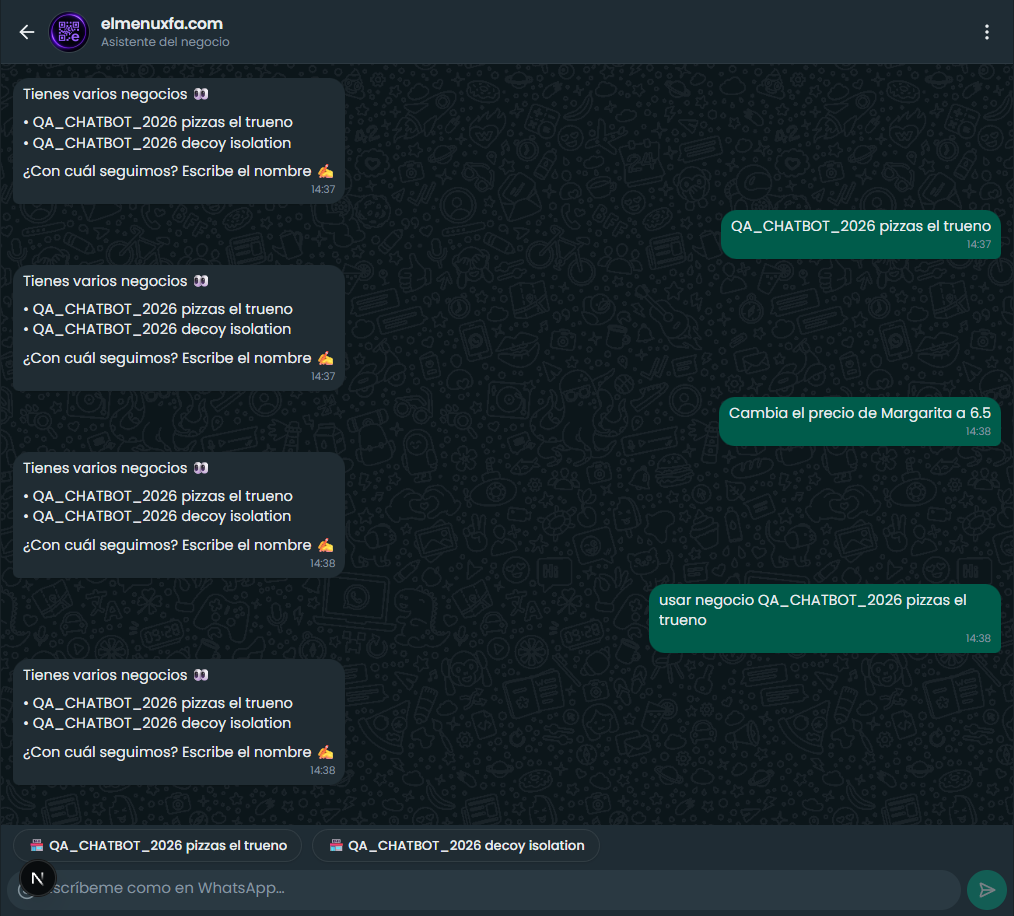 elmenuxfa.com
Asistente del negocio
Tienes varios negocios 👀
• QA_CHATBOT_2026 pizzas el trueno
• QA_CHATBOT_2026 decoy isolation
¿Con cuál seguimos? Escribe el nombre ✍️
14:37
QA_CHATBOT_2026 pizzas el trueno
14:37
Tienes varios negocios 👀
• QA_CHATBOT_2026 pizzas el trueno
• QA_CHATBOT_2026 decoy isolation
¿Con cuál seguimos? Escribe el nombre ✍️
14:37
Cambia el precio de Margarita a 6.5
14:38
Tienes varios negocios 👀
• QA_CHATBOT_2026 pizzas el trueno
• QA_CHATBOT_2026 decoy isolation
¿Con cuál seguimos? Escribe el nombre ✍️
14:38
usar negocio QA_CHATBOT_2026 pizzas el
trueno
14:38
Tienes varios negocios 👀
• QA_CHATBOT_2026 pizzas el trueno
• QA_CHATBOT_2026 decoy isolation
¿Con cuál seguimos? Escribe el nombre ✍️
14:38
🏪 QA_CHATBOT_2026 pizzas el trueno
🏪 QA_CHATBOT_2026 decoy isolation
N
scríbeme como en WhatsApp...